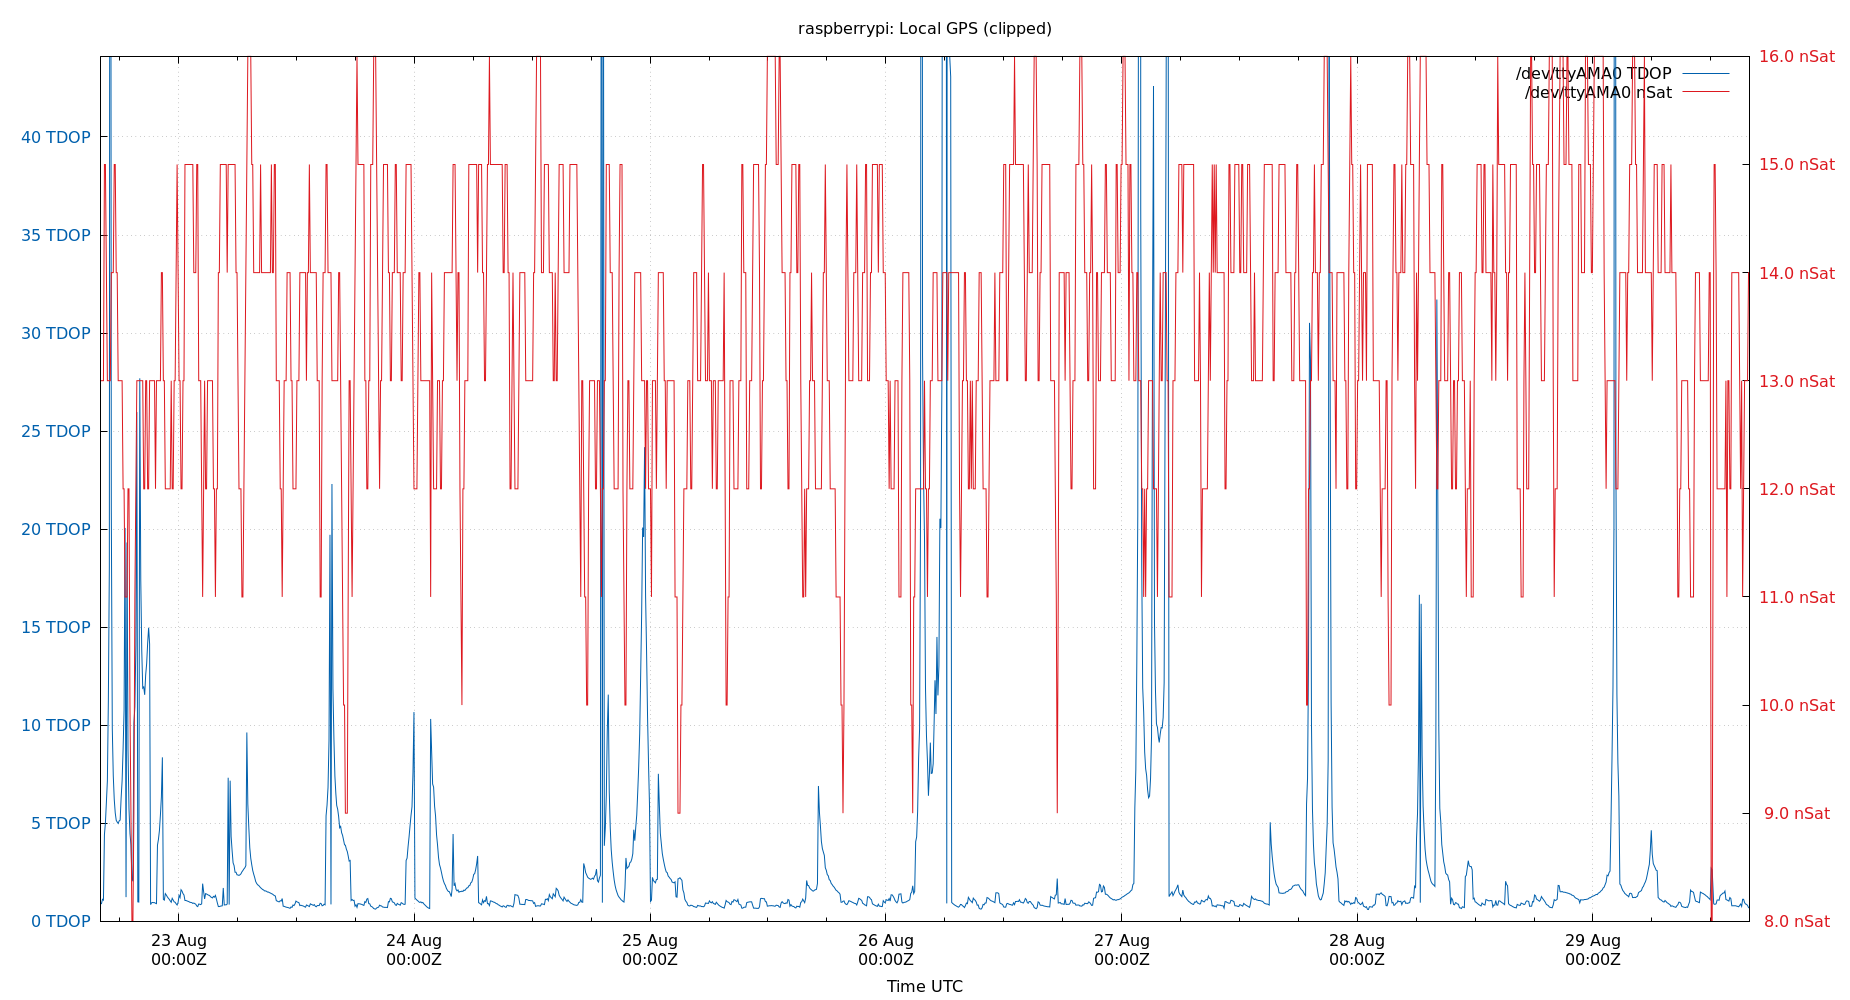 raspberrypi: Local GPS (clipped)
/dev/ttyAMA0 TDOP
/dev/ttyAMA0 nSat
40 TDOP
35 TDOP
30 TDOP
25 TDOP
20 TDOP
15 TDOP
10 TDOP
5 TDOP
0 TDOP
16.0 nSat
15.0 nSat
14.0 nSat
13.0 nSat
12.0 nSat
11.0 nSat
10.0 nSat
9.0 nSat
8.0 nSat
23 Aug
00:00Z
24 Aug
00:00Z
25 Aug
00:00Z
26 Aug
00:00Z
27 Aug
00:00Z
28 Aug
00:00Z
29 Aug
00:00Z
Time UTC